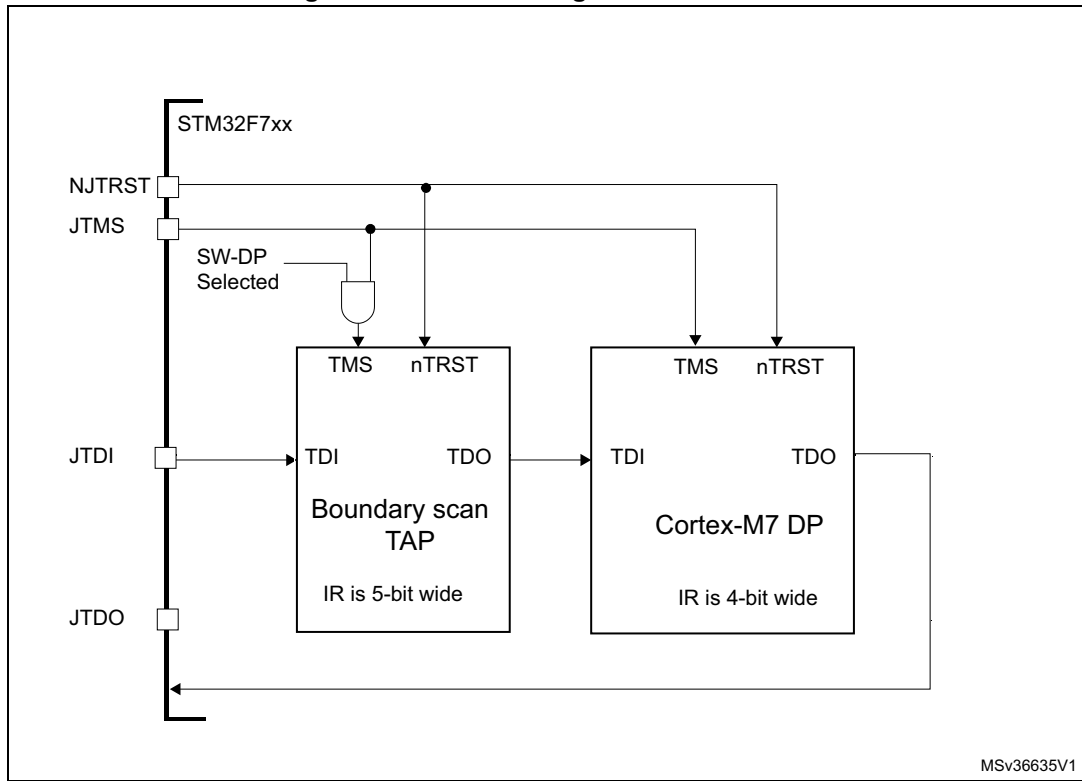 STM32F7xx
NJTRST
JTMS
SW-DP
Selected
TMS nTRST
TMS nTRST
JTDI
TDI TDO
TDI TDO
Boundary scan
TAP
Cortex-M7 DP
IR is 5-bit wide
IR is 4-bit wide
JTDO
MSv36635V1